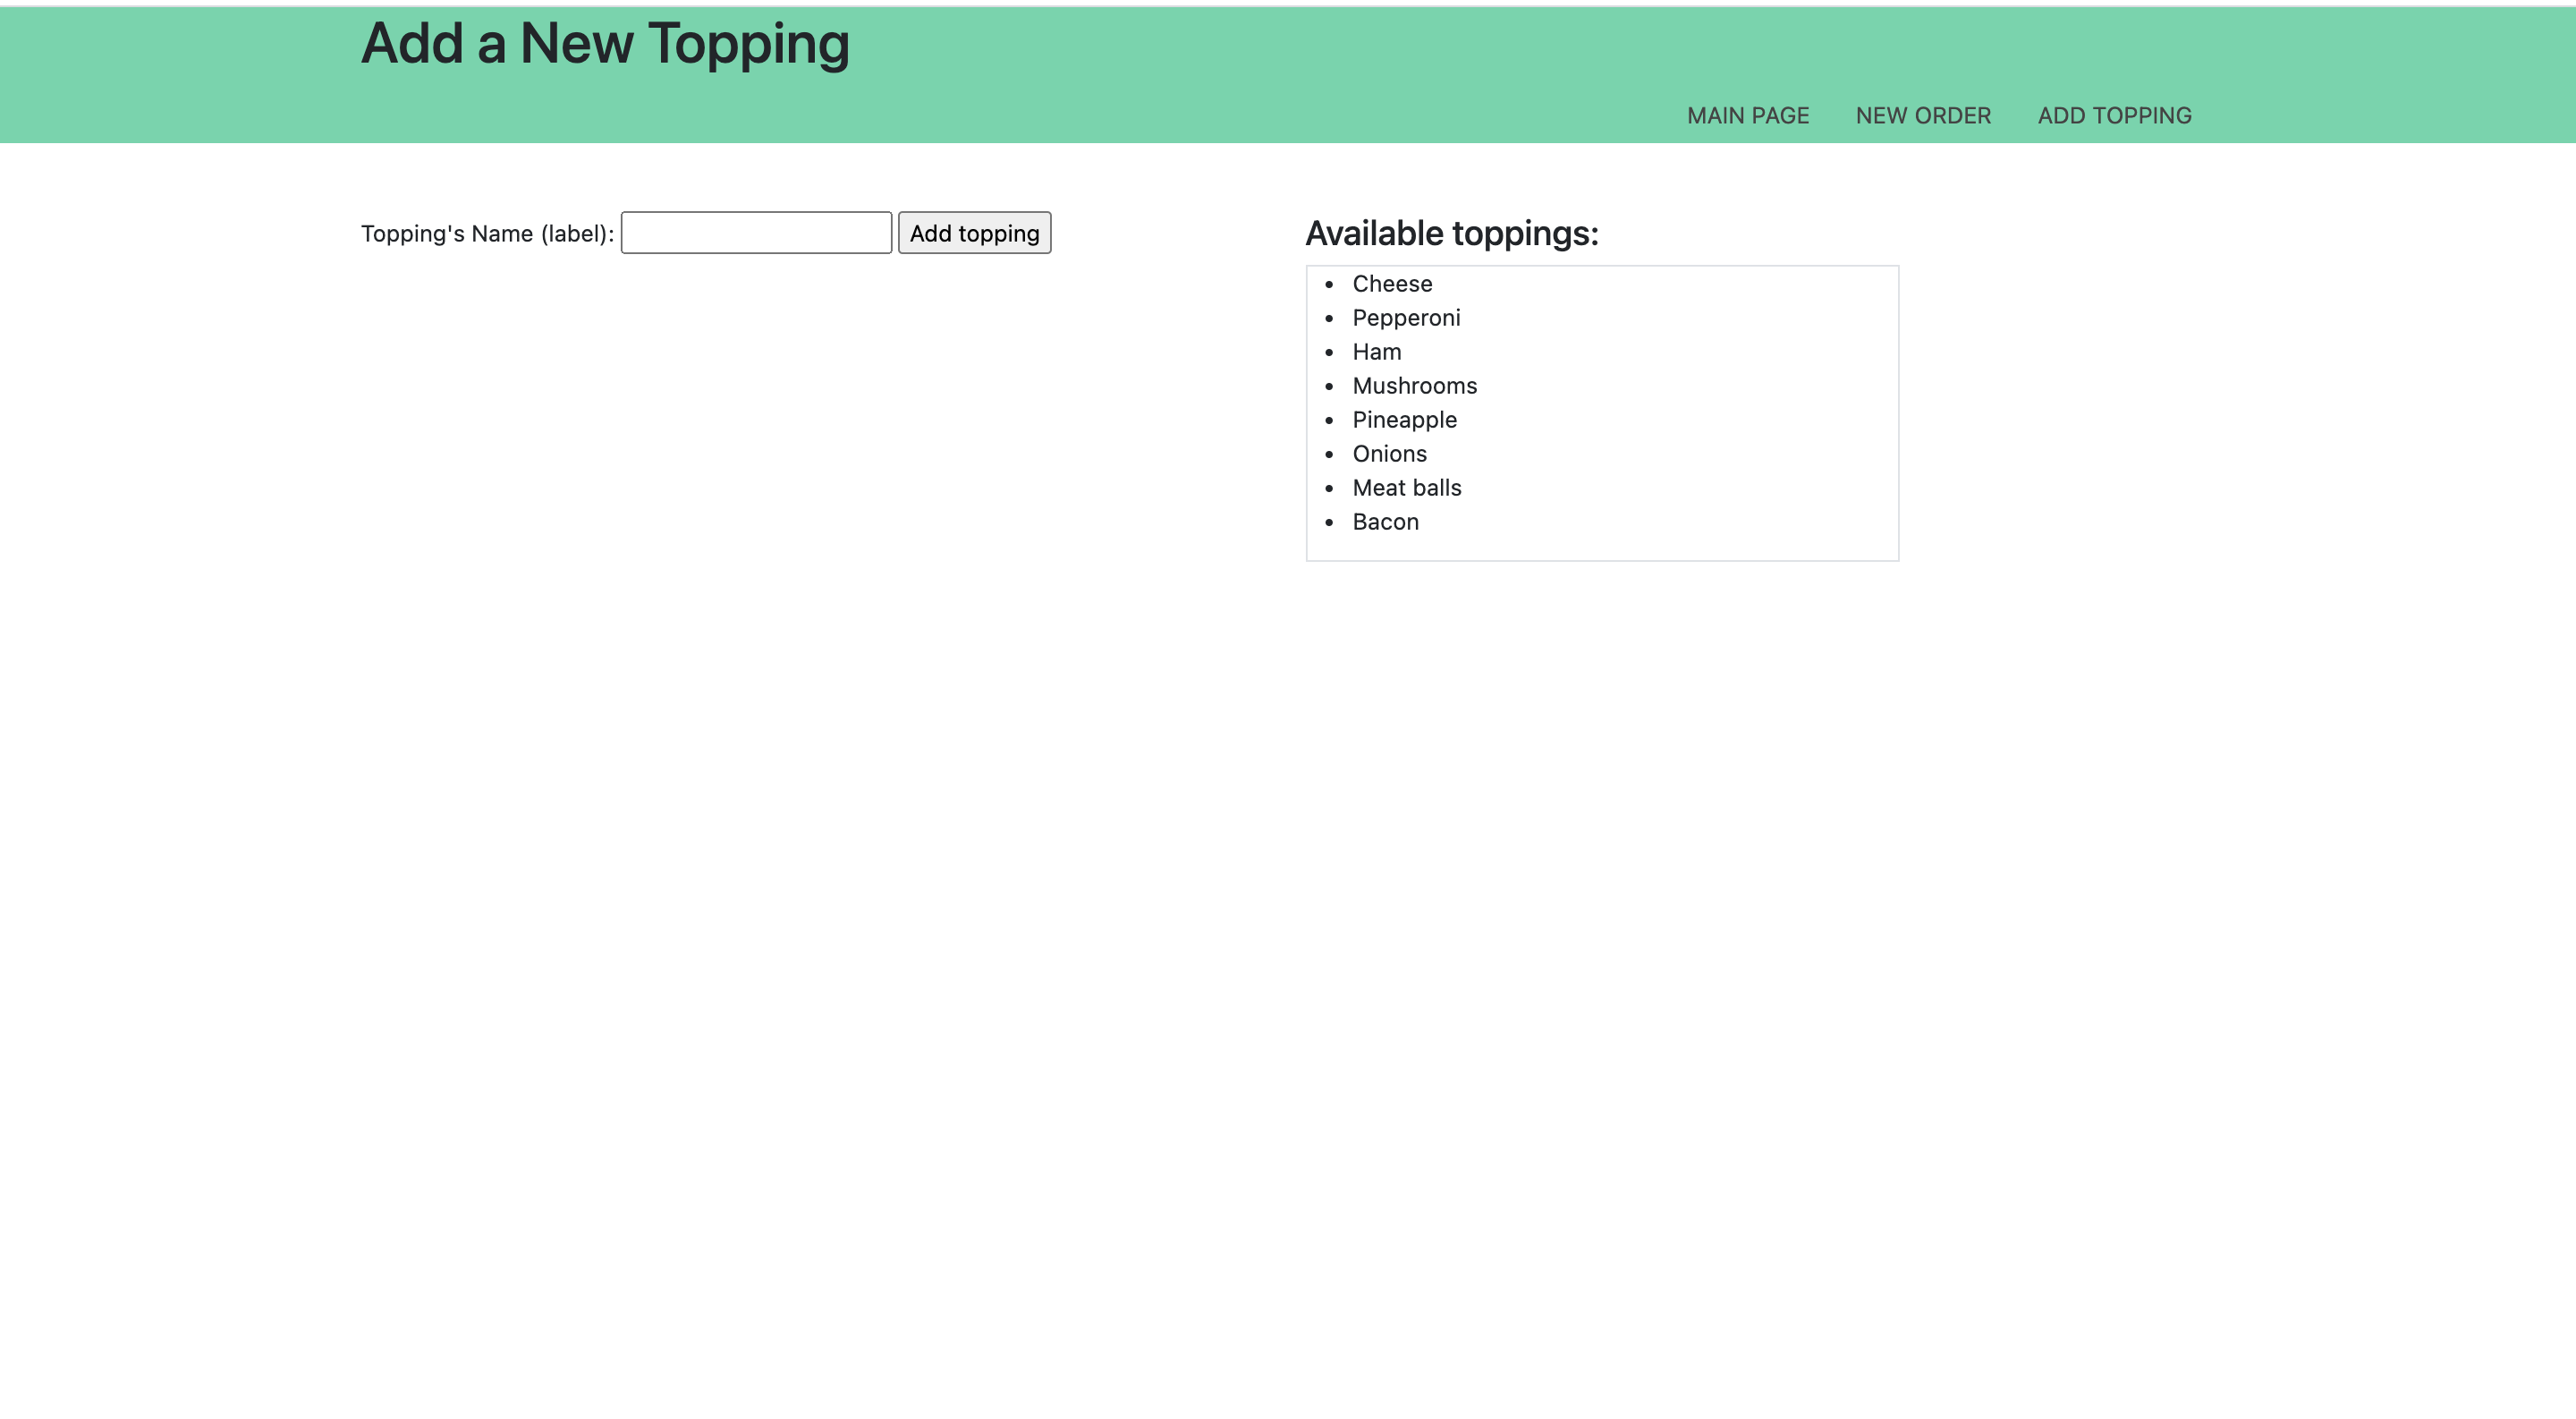 Add a New Topping
MAIN PAGE NEW ORDER ADD TOPPING
Topping's Name (label): Add topping
Available toppings:
Cheese
Pepperoni
Ham
Mushrooms
Pineapple
Onions
Meat balls
Bacon